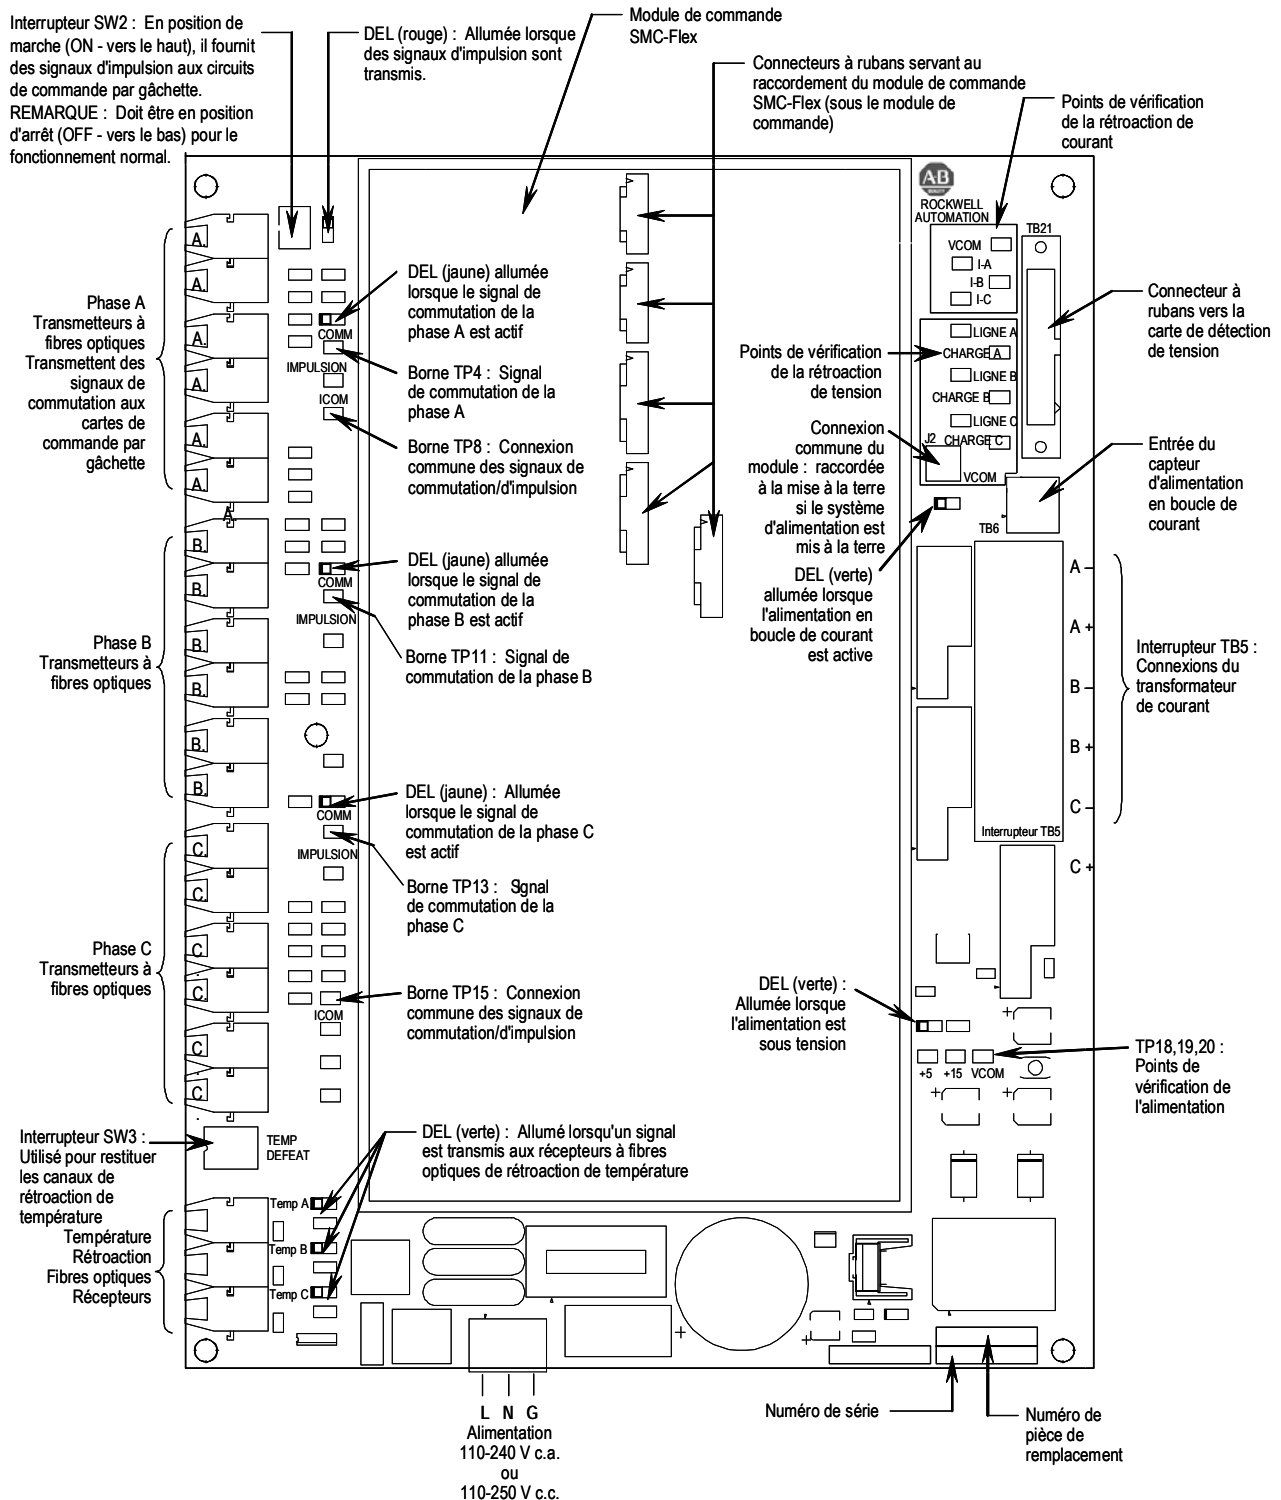 Interrupteur SW2 : En position de
marche (ON - vers le haut), il fournit
des signaux d'impulsion aux circuits
de commande par gâchette.
REMARQUE : Doit être en position
d'arrêt (OFF - vers le bas) pour le
fonctionnement normal.
DEL (rouge) : Allumée lorsque
des signaux d'impulsion sont
transmis.
Module de commande
SMC-Flex
Connecteurs à rubans servant au
raccordement du module de commande
SMC-Flex (sous le module de
commande)
Points de vérification
de la rétroaction de
courant
AB
ROCKWELL
AUTOMATION
TB21
VCOM
I-A
I-B
I-C
LIGNE A
CHARGE A
LIGNE B
CHARGE B
LIGNE C
CHARGE C
J2
VCOM
TB6
Connecteur à
rubans vers la
carte de détection
de tension
Points de vérification
de la rétroaction
de tension
Connexion
commune du
module : raccordée
à la mise à la terre
si le système
d'alimentation est
mis à la terre
DEL (verte)
allumée lorsque
l'alimentation en
boucle de courant
est active
Entrée du
capteur
d'alimentation
en boucle de
courant
A –
A +
B –
B +
C –
C +
Interrupteur TB5
Interrupteur TB5 :
Connexions du
transformateur
de courant
Phase A
Transmetteurs à
fibres optiques
Transmettent des
signaux de
commutation aux
cartes de
commande par
gâchette
A.
A.
A.
A.
A.
A.
A.
COMM
IMPULSION
ICOM
DEL (jaune) allumée
lorsque le signal de
commutation de la
phase A est actif
Borne TP4 : Signal
de commutation de la
phase A
Borne TP8 : Connexion
commune des signaux de
commutation/d'impulsion
Phase B
Transmetteurs à
fibres optiques
B.
B.
B.
B.
B.
B.
COMM
IMPULSION
DEL (jaune) allumée
lorsque le signal de
commutation de la
phase B est actif
Borne TP11 : Signal de
commutation de la phase B
Phase C
Transmetteurs à
fibres optiques
C.
C.
C.
C.
C.
C.
COMM
IMPULSION
ICOM
DEL (jaune) : Allumée
lorsque le signal de
commutation de la phase C
est actif
Borne TP13 : Signal
de commutation de la
phase C
Borne TP15 : Connexion
commune des signaux de
commutation/d'impulsion
DEL (verte) :
Allumée lorsque
l'alimentation est
sous tension
+5
+15
VCOM
TP18,19,20 :
Points de
vérification de
l'alimentation
Interrupteur SW3 :
Utilisé pour restituer
les canaux de
rétroaction de
température
TEMP
DEFEAT
DEL (verte) : Allumé lorsqu'un signal
est transmis aux récepteurs à fibres
optiques de rétroaction de température
Température
Rétroaction
Fibres optiques
Récepteurs
Temp A
Temp B
Temp C
+
+
+
+
+
L N G
Alimentation
110-240 V c.a.
ou
110-250 V c.c.
Numéro de série
Numéro de
pièce de
remplacement